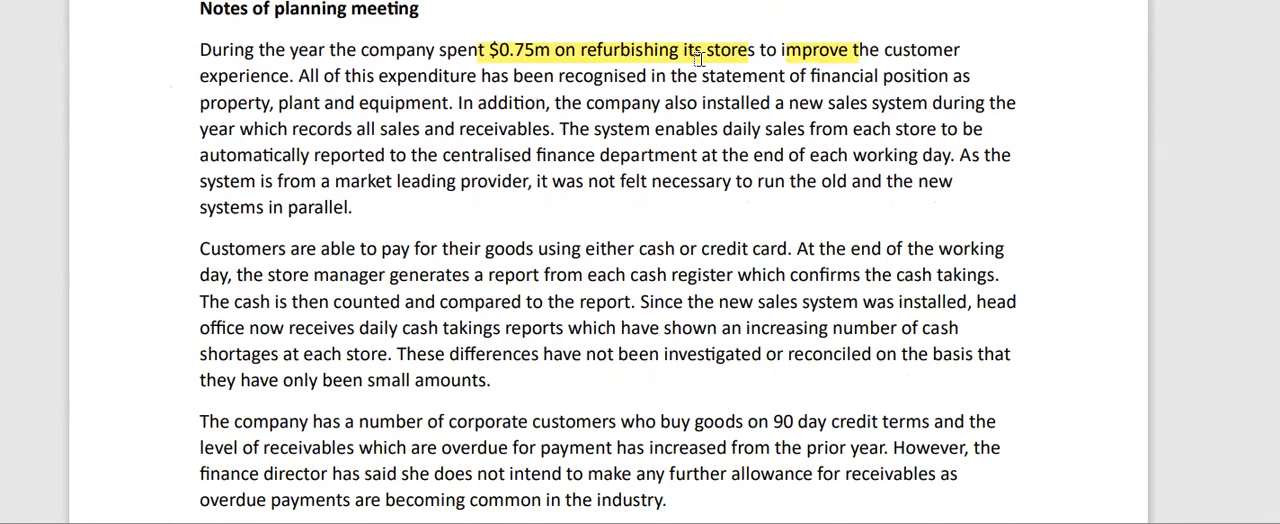 Notes of planning meeting
During the year the company spent $0.75m on refurbishing its stores to improve the customer
experience. All of this expenditure has been recognised in the statement of financial position as
property, plant and equipment. In addition, the company also installed a new sales system during the
year which records all sales and receivables. The system enables daily sales from each store to be
automatically reported to the centralised finance department at the end of each working day. As the
system is from a market leading provider, it was not felt necessary to run the old and the new
systems in parallel.
Customers are able to pay for their goods using either cash or credit card. At the end of the working
day, the store manager generates a report from each cash register which confirms the cash takings.
The cash is then counted and compared to the report. Since the new sales system was installed, head
office now receives daily cash takings reports which have shown an increasing number of cash
shortages at each store. These differences have not been investigated or reconciled on the basis that
they have only been small amounts.
The company has a number of corporate customers who buy goods on 90 day credit terms and the
level of receivables which are overdue for payment has increased from the prior year. However, the
finance director has said she does not intend to make any further allowance for receivables as
overdue payments are becoming common in the industry.